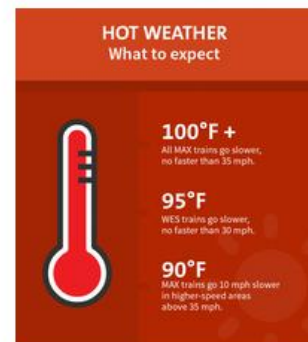 HOT WEATHER
What to expect
100°F +
All MAX trains go slower,
no faster than 35 mph.
95°F
WES trains go slower,
no faster than 30 mph.
90°F
MAX trains go 10 mph slower
in higher-speed areas
above 35 mph.